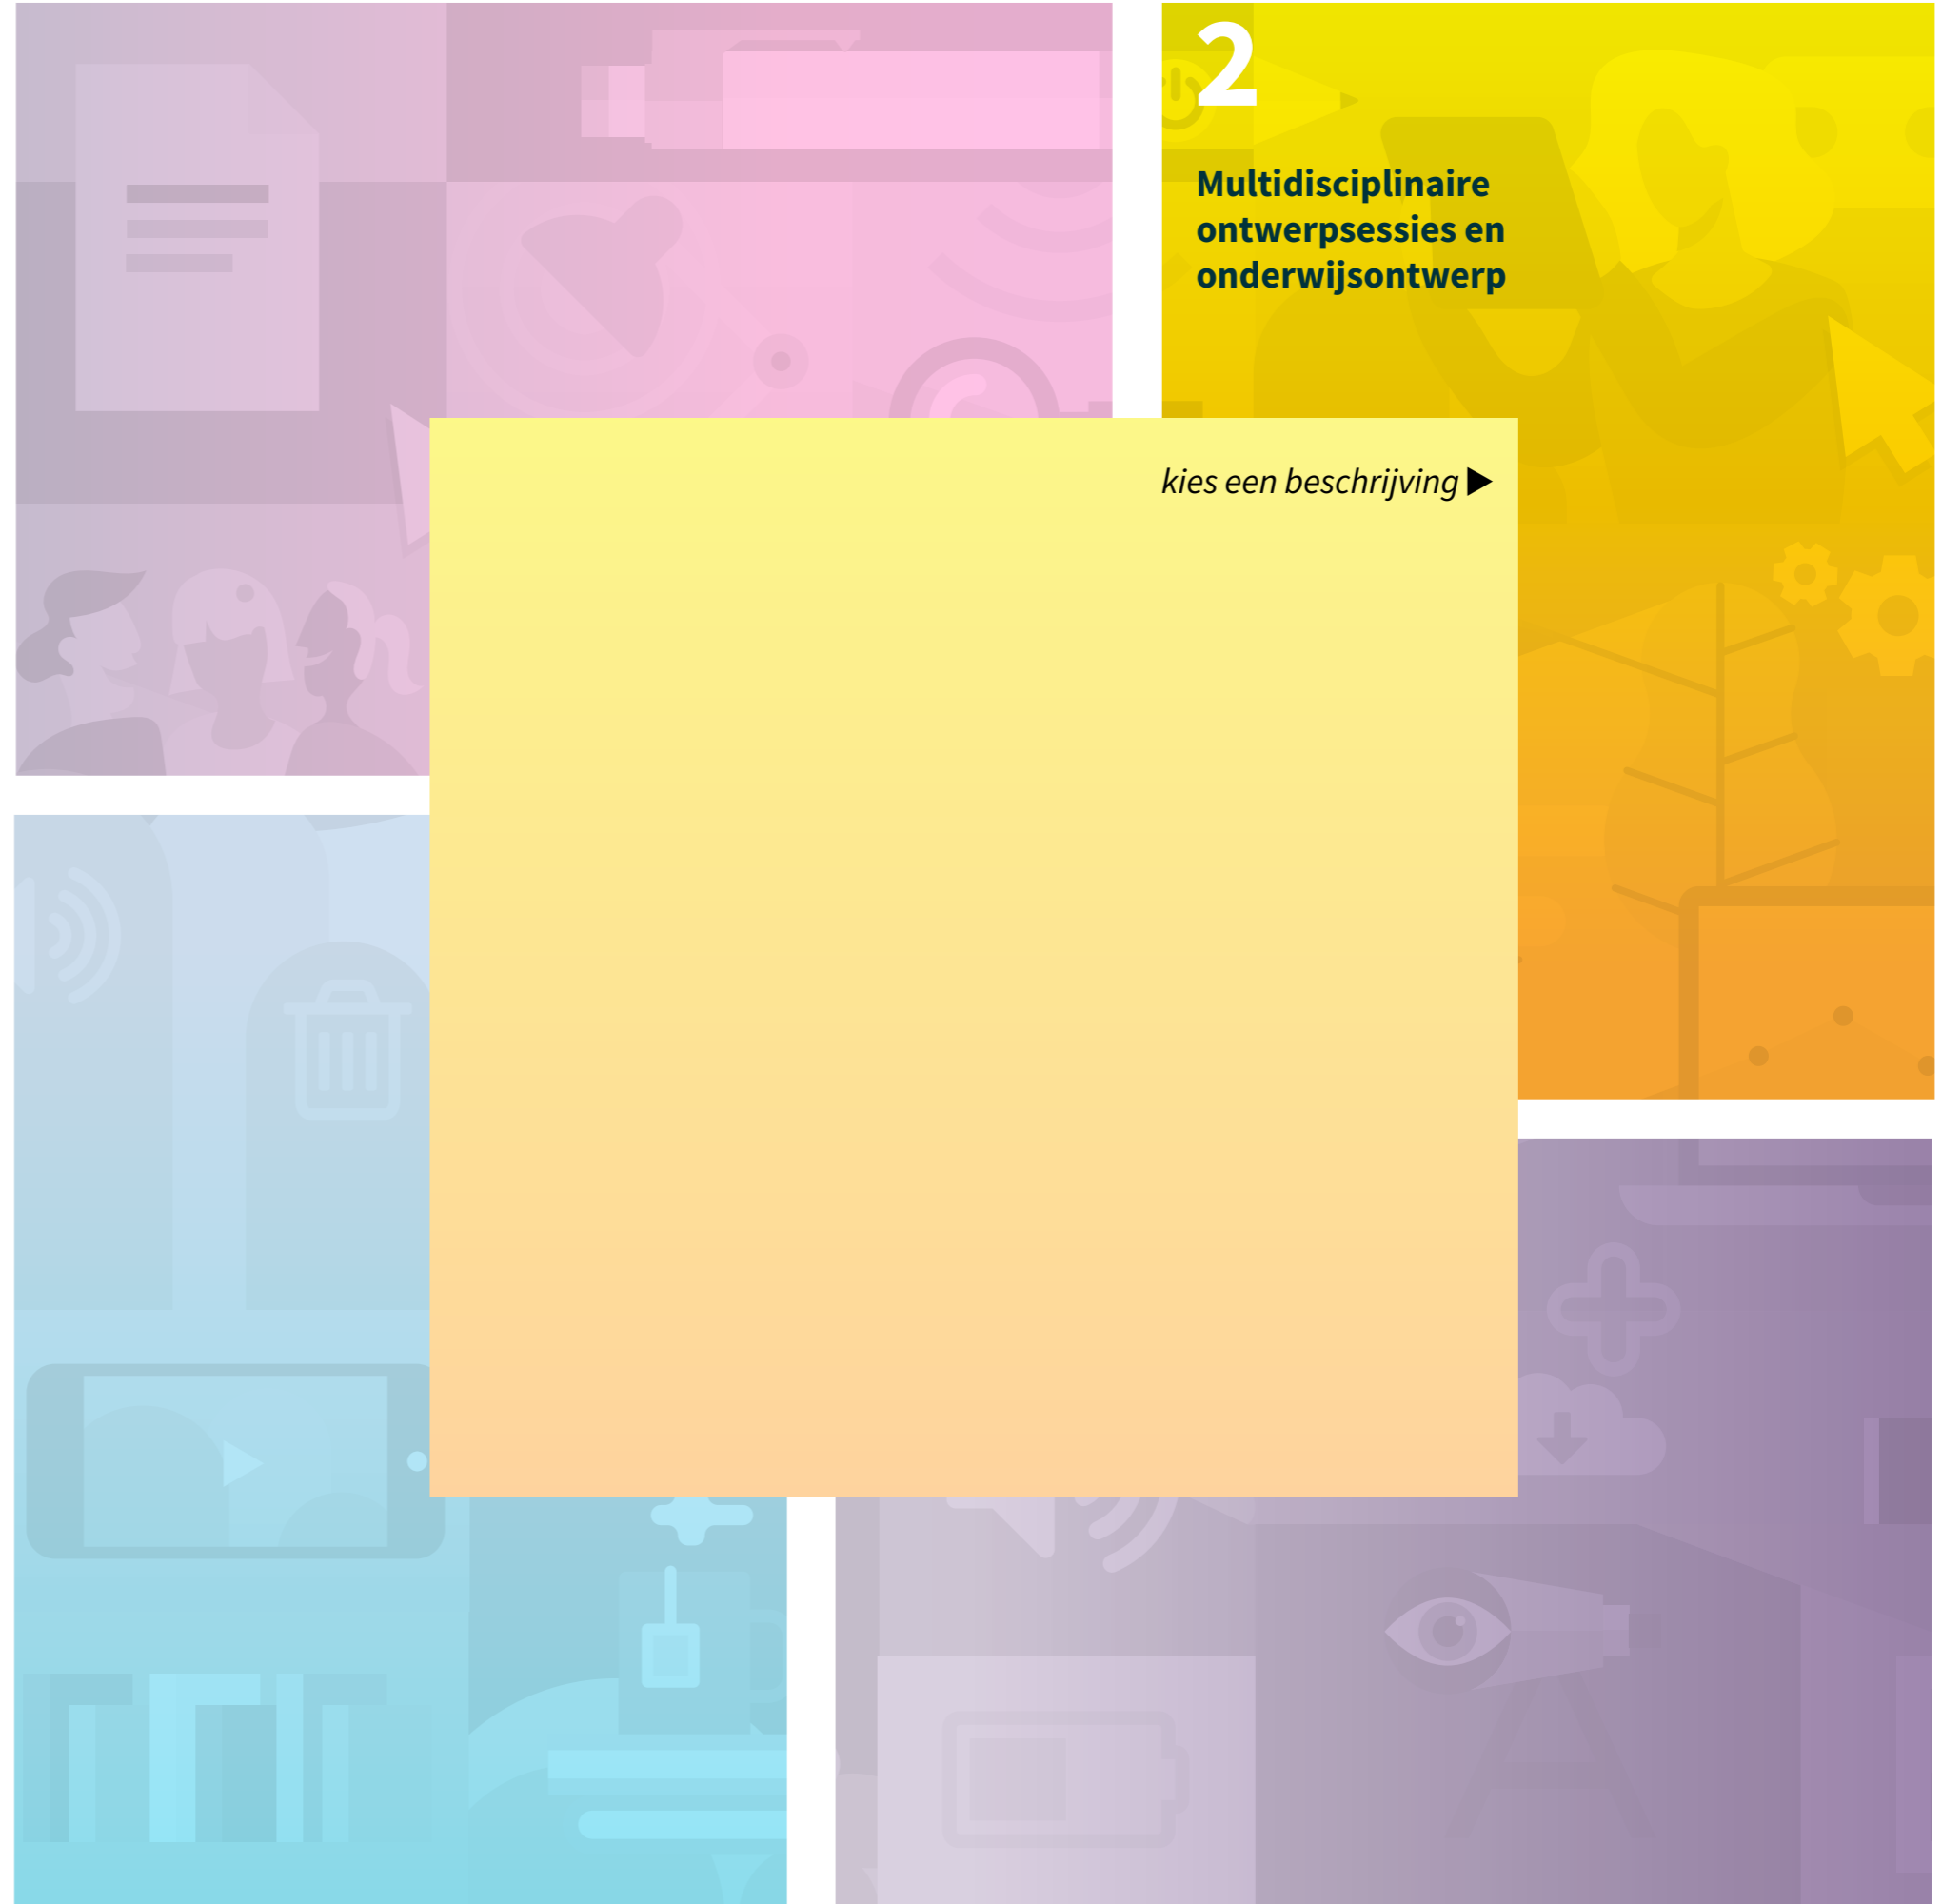 2
Multidisciplinaire
ontwerpsessies en
onderwijsontwerp
kies een beschrijving ▶